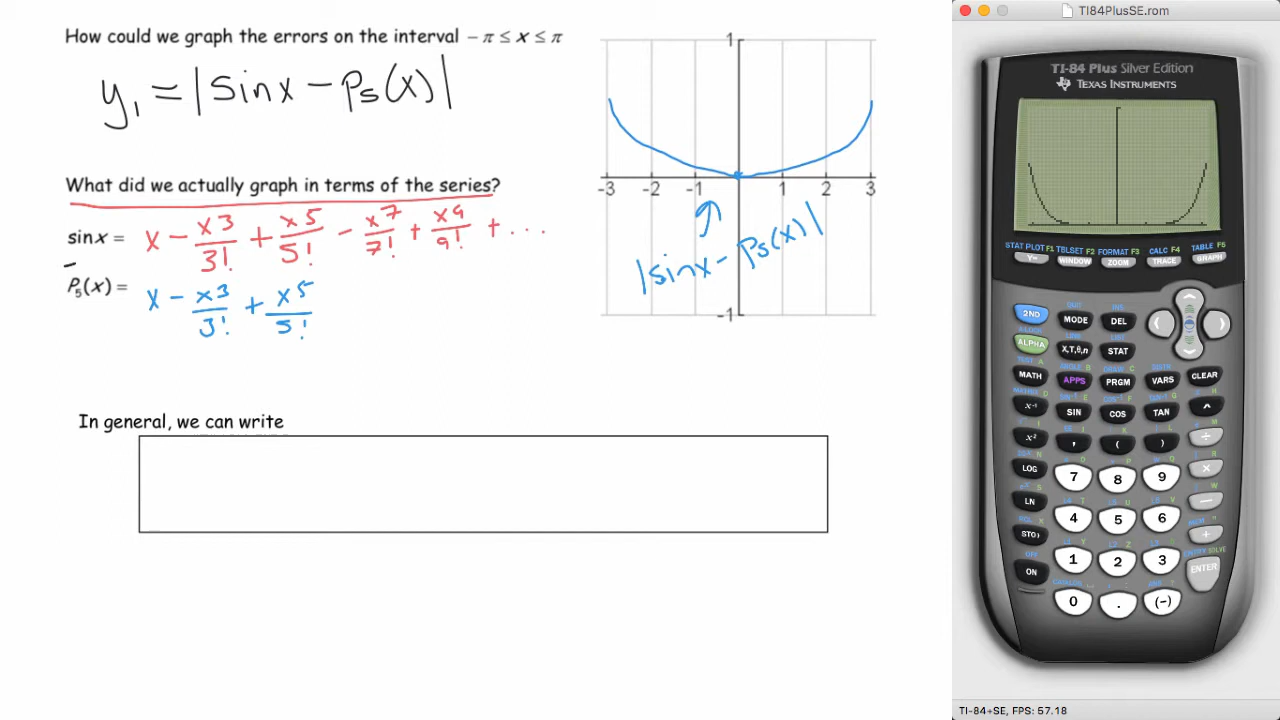 How could we graph the errors on the interval −π ≤ x ≤ π
y₁ = |sinx − P₅(x)|
What did we actually graph in terms of the series?
sinx = x − x3/3! + x5/5! − x7/7! + x9/9! + ...
P₅(x) = x − x3/3! + x5/5!
In general, we can write
1
-3 -2 -1 1 2 3
-1
|sinx − P₅(x)|
TI84PlusSE.rom
TI-84 Plus Silver Edition
TEXAS INSTRUMENTS
STAT PLOT F1 TBLSET F2 FORMAT F3 CALC F4 TABLE F5
Y= WINDOW ZOOM TRACE GRAPH
2ND MODE DEL
ALPHA X,T,θ,n STAT
MATH APPS PRGM VARS CLEAR
x⁻¹ SIN COS TAN ^
x² , ( ) ÷
LOG 7 8 9 ×
LN 4 5 6 −
STO› 1 2 3 +
ON 0 . (−) ENTER
TI-84+SE, FPS: 57.18